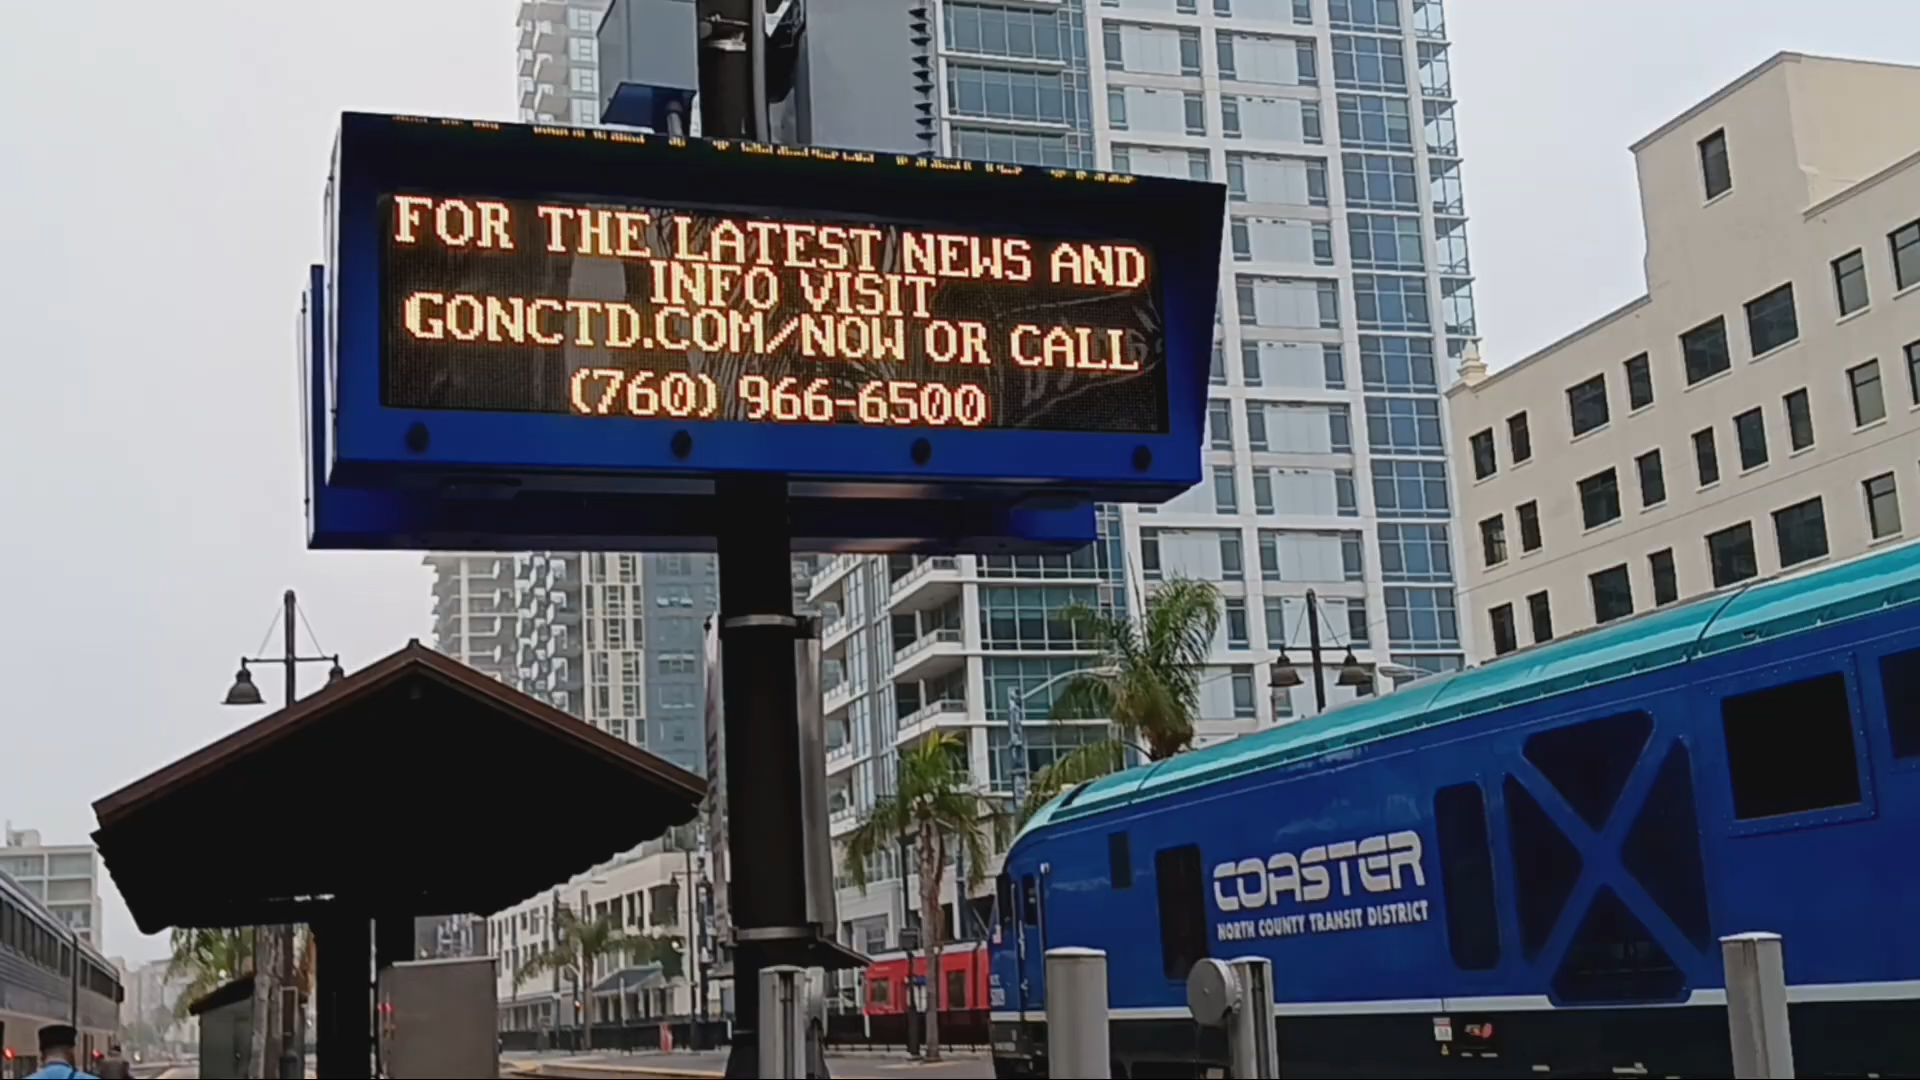 FOR THE LATEST NEWS AND
INFO VISIT
GONCTD.COM/NOW OR CALL
(760) 966-6500
COASTER
NORTH COUNTY TRANSIT DISTRICT